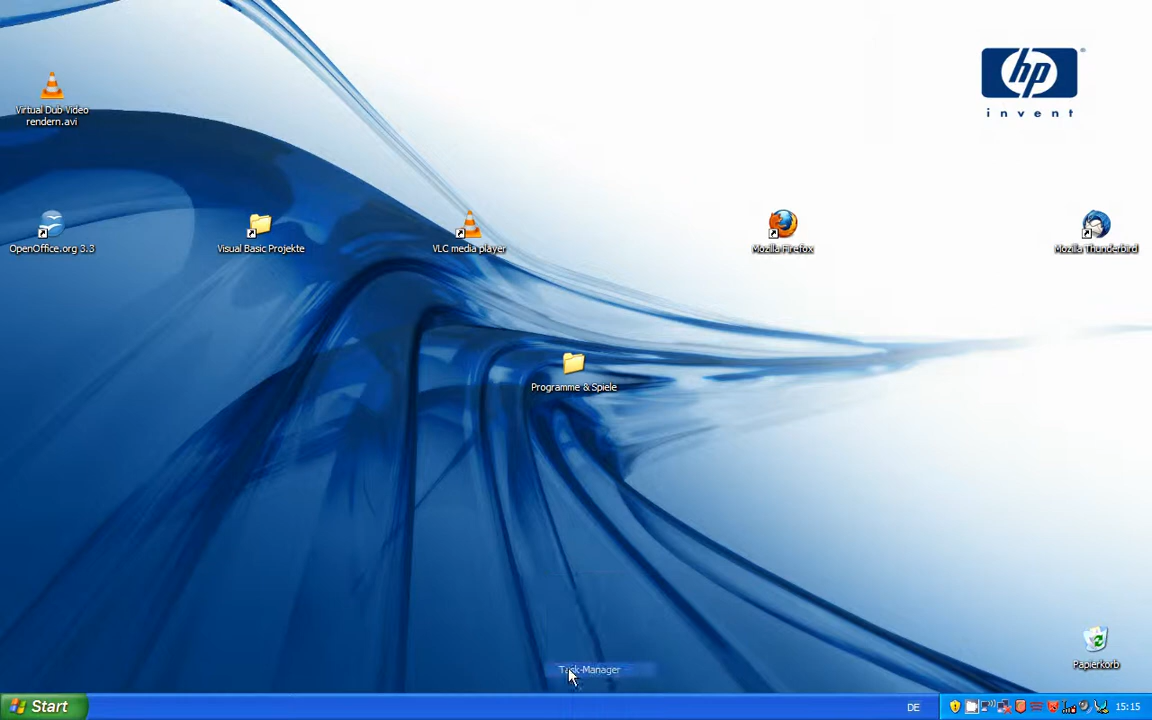 hp
invent
Virtual Dub Video
rendern.avi
OpenOffice.org 3.3
Visual Basic Projekte
VLC media player
Mozilla Firefox
Mozilla Thunderbird
Programme & Spiele
Papierkorb
Task-Manager
Start
DE
15:15